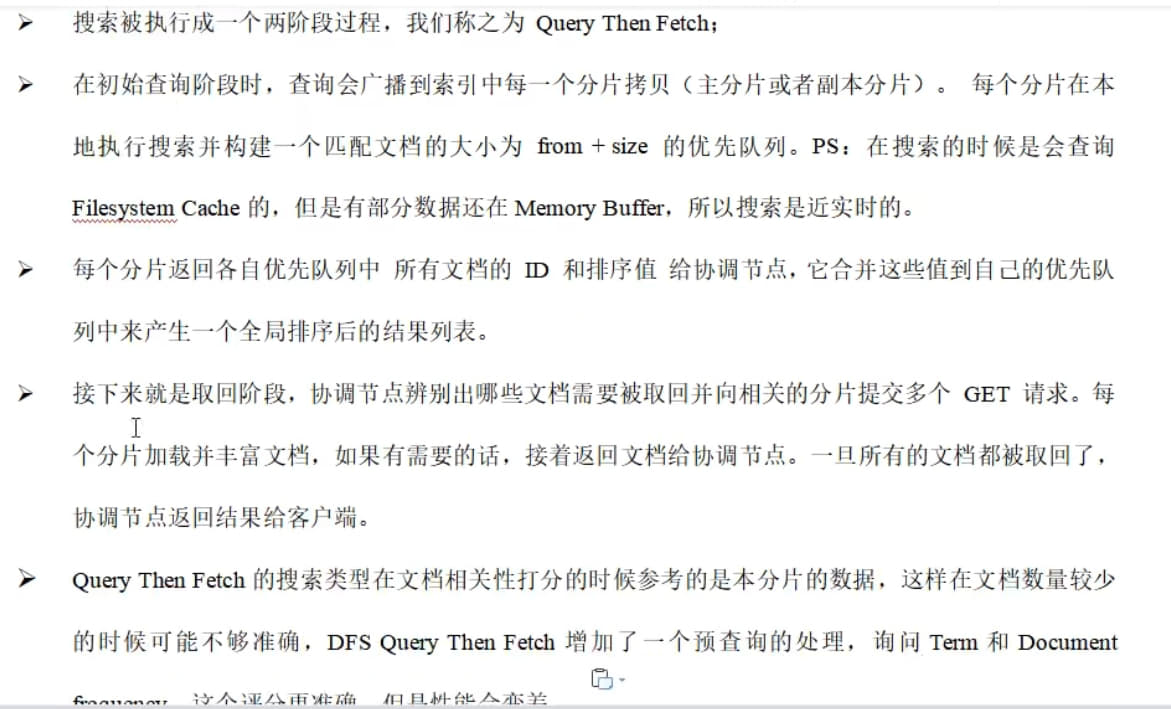 ➢ 搜索被执行成一个两阶段过程，我们称之为 Query Then Fetch；
➢ 在初始查询阶段时，查询会广播到索引中每一个分片拷贝（主分片或者副本分片）。 每个分片在本
地执行搜索并构建一个匹配文档的大小为 from + size 的优先队列。PS：在搜索的时候是会查询
Filesystem Cache 的，但是有部分数据还在 Memory Buffer，所以搜索是近实时的。
➢ 每个分片返回各自优先队列中 所有文档的 ID 和排序值 给协调节点，它合并这些值到自己的优先队
列中来产生一个全局排序后的结果列表。
➢ 接下来就是取回阶段，协调节点辨别出哪些文档需要被取回并向相关的分片提交多个 GET 请求。每
个分片加载并丰富文档，如果有需要的话，接着返回文档给协调节点。一旦所有的文档都被取回了，
协调节点返回结果给客户端。
➢ Query Then Fetch 的搜索类型在文档相关性打分的时候参考的是本分片的数据，这样在文档数量较少
的时候可能不够准确，DFS Query Then Fetch 增加了一个预查询的处理，询问 Term 和 Document
frequency，这个评分更准确，但是性能会变差